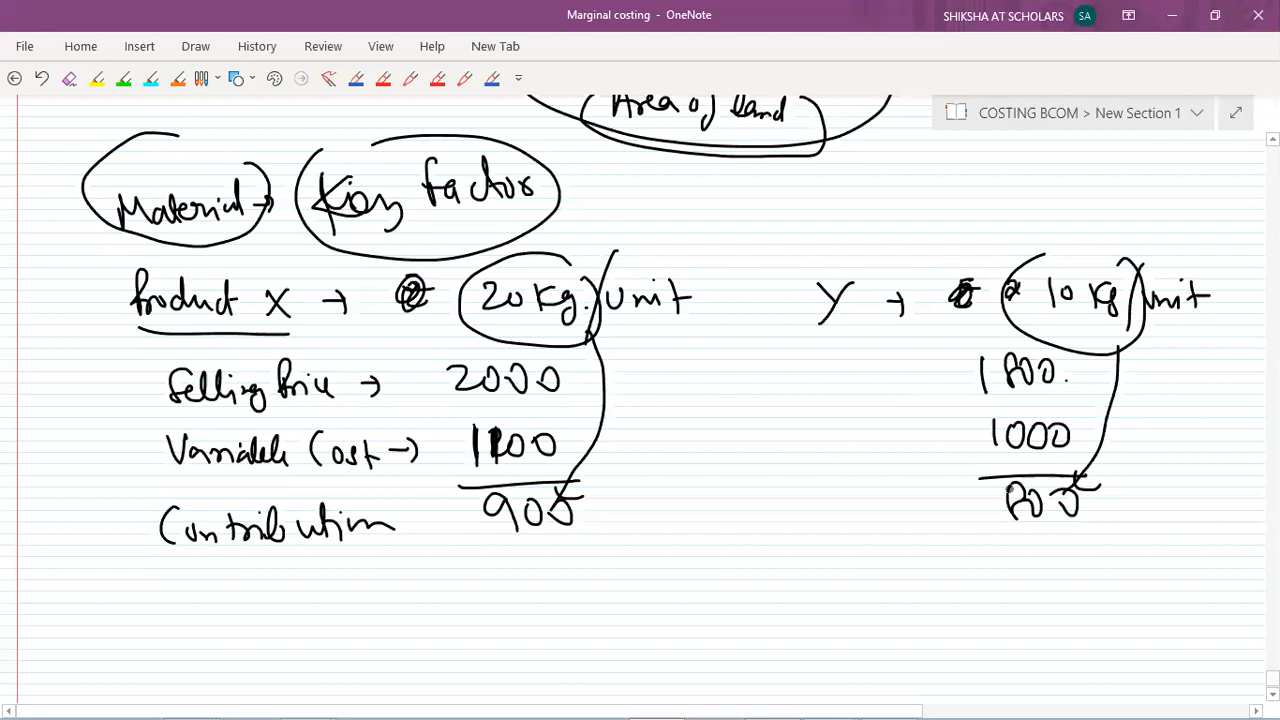 Marginal costing - OneNote
SHIKSHA AT SCHOLARS SA
File Home Insert Draw History Review View Help New Tab
COSTING BCOM > New Section 1
Area of land
Material → Key factor
Product X → 20 Kg. / Unit Y → 10 Kg / Unit
Selling Price → 2000 1800.
Variable Cost → 1100 1000
Contribution 900 800